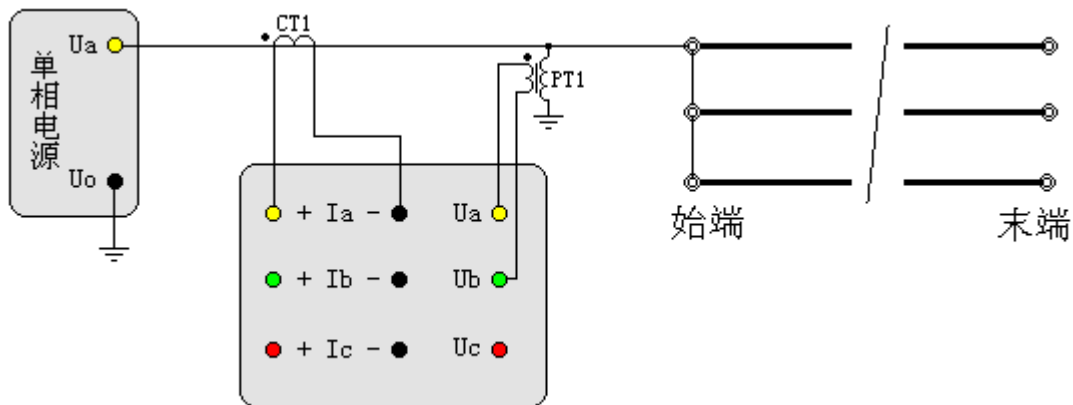 CT1
Ua
单相电源
PT1
Uo
+ Ia -
Ua
始端
末端
+ Ib -
Ub
+ Ic -
Uc